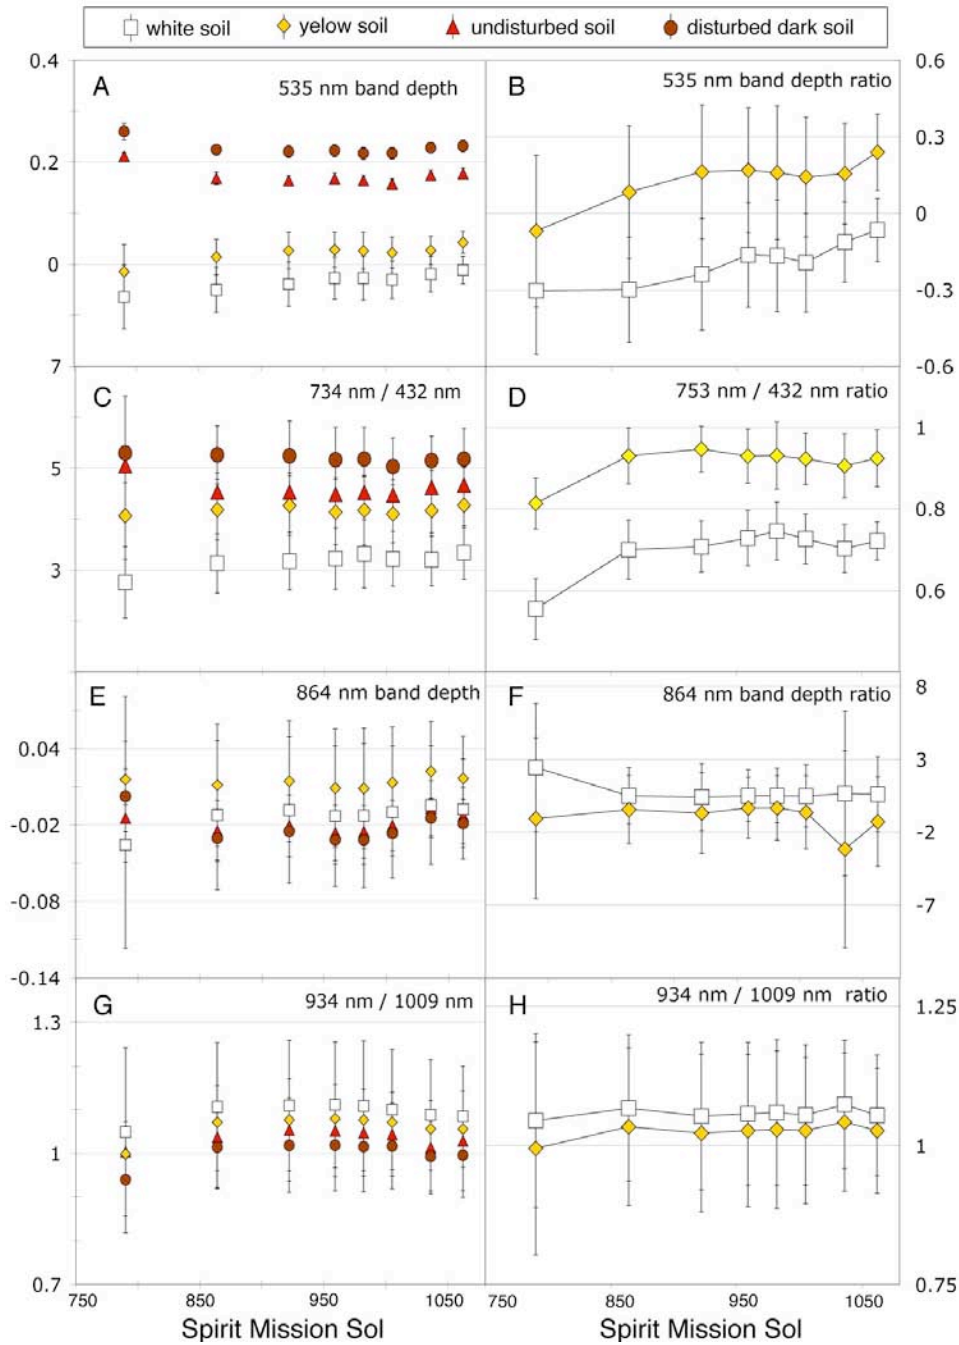 white soil yelow soil undisturbed soil disturbed dark soil
0.4 A 535 nm band depth B 535 nm band depth ratio 0.6
0.3
0.2
0
0
-0.3
7 -0.6
C 734 nm / 432 nm D 753 nm / 432 nm ratio
1
5
0.8
3
0.6
E 864 nm band depth F 864 nm band depth ratio 8
0.04 3
-0.02 -2
-0.08 -7
-0.14
G 934 nm / 1009 nm H 934 nm / 1009 nm ratio 1.25
1.3
1 1
0.7 0.75
750 850 950 1050 850 950 1050
Spirit Mission Sol Spirit Mission Sol